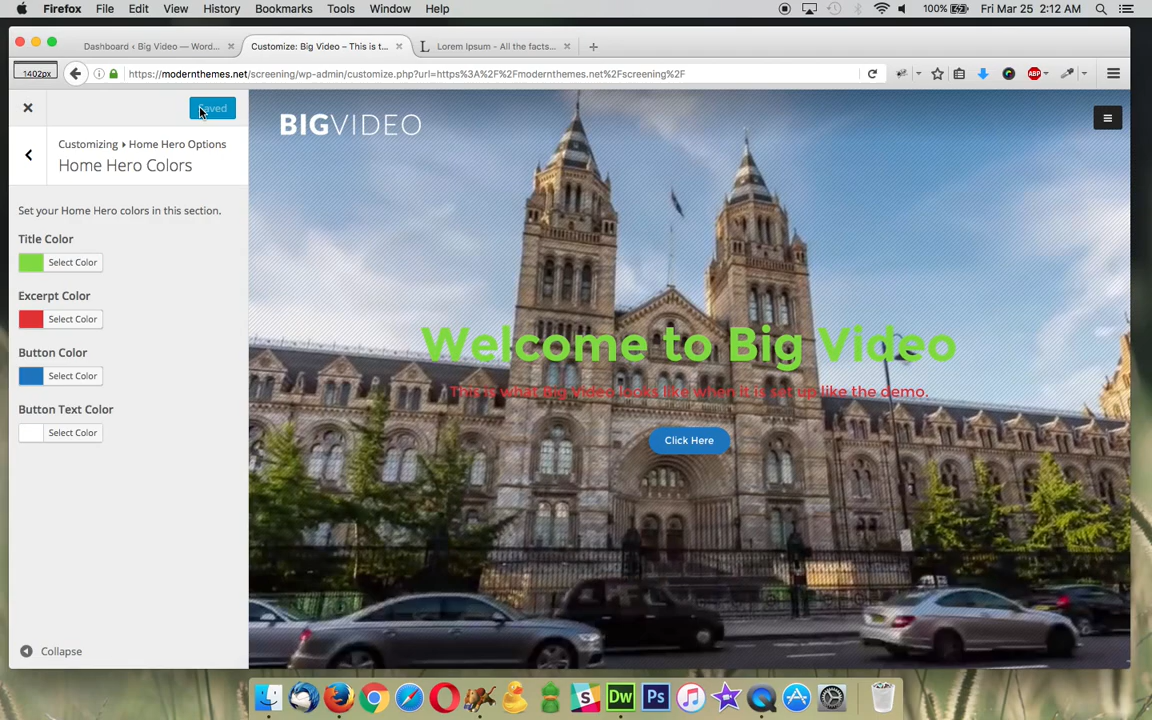 Firefox File Edit View History Bookmarks Tools Window Help 100% Fri Mar 25 2:12 AM
Dashboard ‹ Big Video — Word... Customize: Big Video – This is t... Lorem Ipsum - All the facts...
1402px https://modernthemes.net/screening/wp-admin/customize.php?url=https%3A%2F%2Fmodernthemes.net%2Fscreening%2F ABP
Saved
BIGVIDEO
Customizing ▸ Home Hero Options
Home Hero Colors
Set your Home Hero colors in this section.
Title Color
Select Color
Excerpt Color
Select Color
Button Color
Select Color
Button Text Color
Select Color
Welcome to Big Video
This is what Big Video looks like when it is set up like the demo.
Click Here
Collapse
Dw Ps